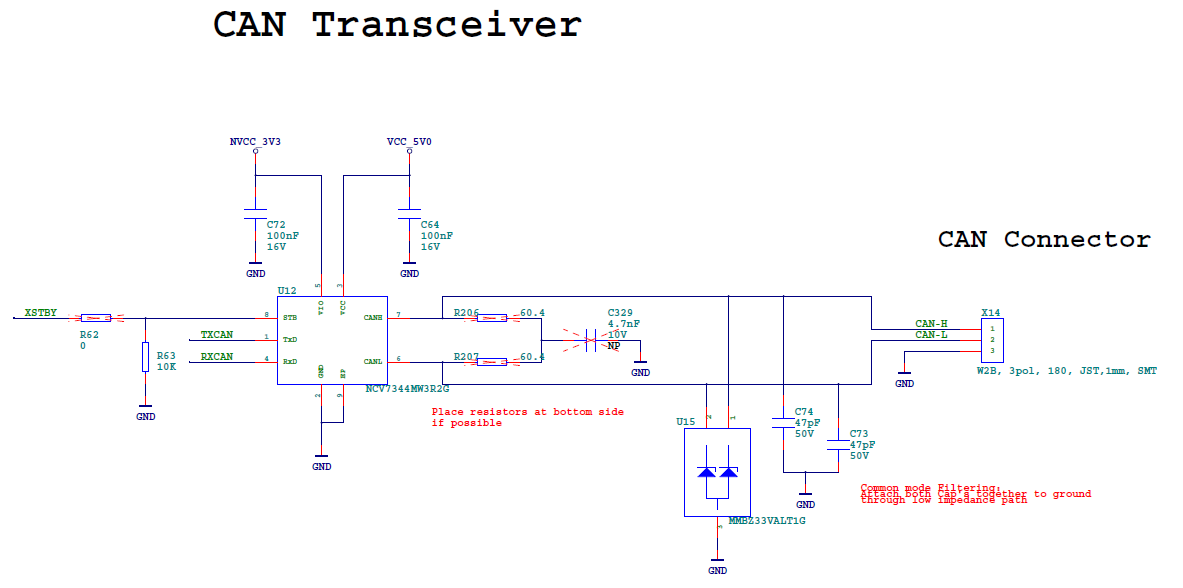 CAN Transceiver
NVCC_3V3
VCC_5V0
C72
100nF
16V
C64
100nF
16V
GND
GND
CAN Connector
U12
5
3
VIO
VCC
XSTBY
R62
0
8
STB
TXCAN
1
TxD
RXCAN
4
RxD
R63
10K
GND
CANH
7
CANL
6
GND
EP
2
9
NCV7344MW3R2G
GND
R206
60.4
R207
60.4
C329
4.7nF
10V
NP
GND
Place resistors at bottom side
if possible
X14
CAN-H
1
CAN-L
2
3
GND
W2B, 3pol, 180, JST,1mm, SMT
U15
2
1
3
MMBZ33VALT1G
GND
C74
47pF
50V
C73
47pF
50V
GND
Common mode Filtering:
Attach both Cap's together to ground
through low impedance path